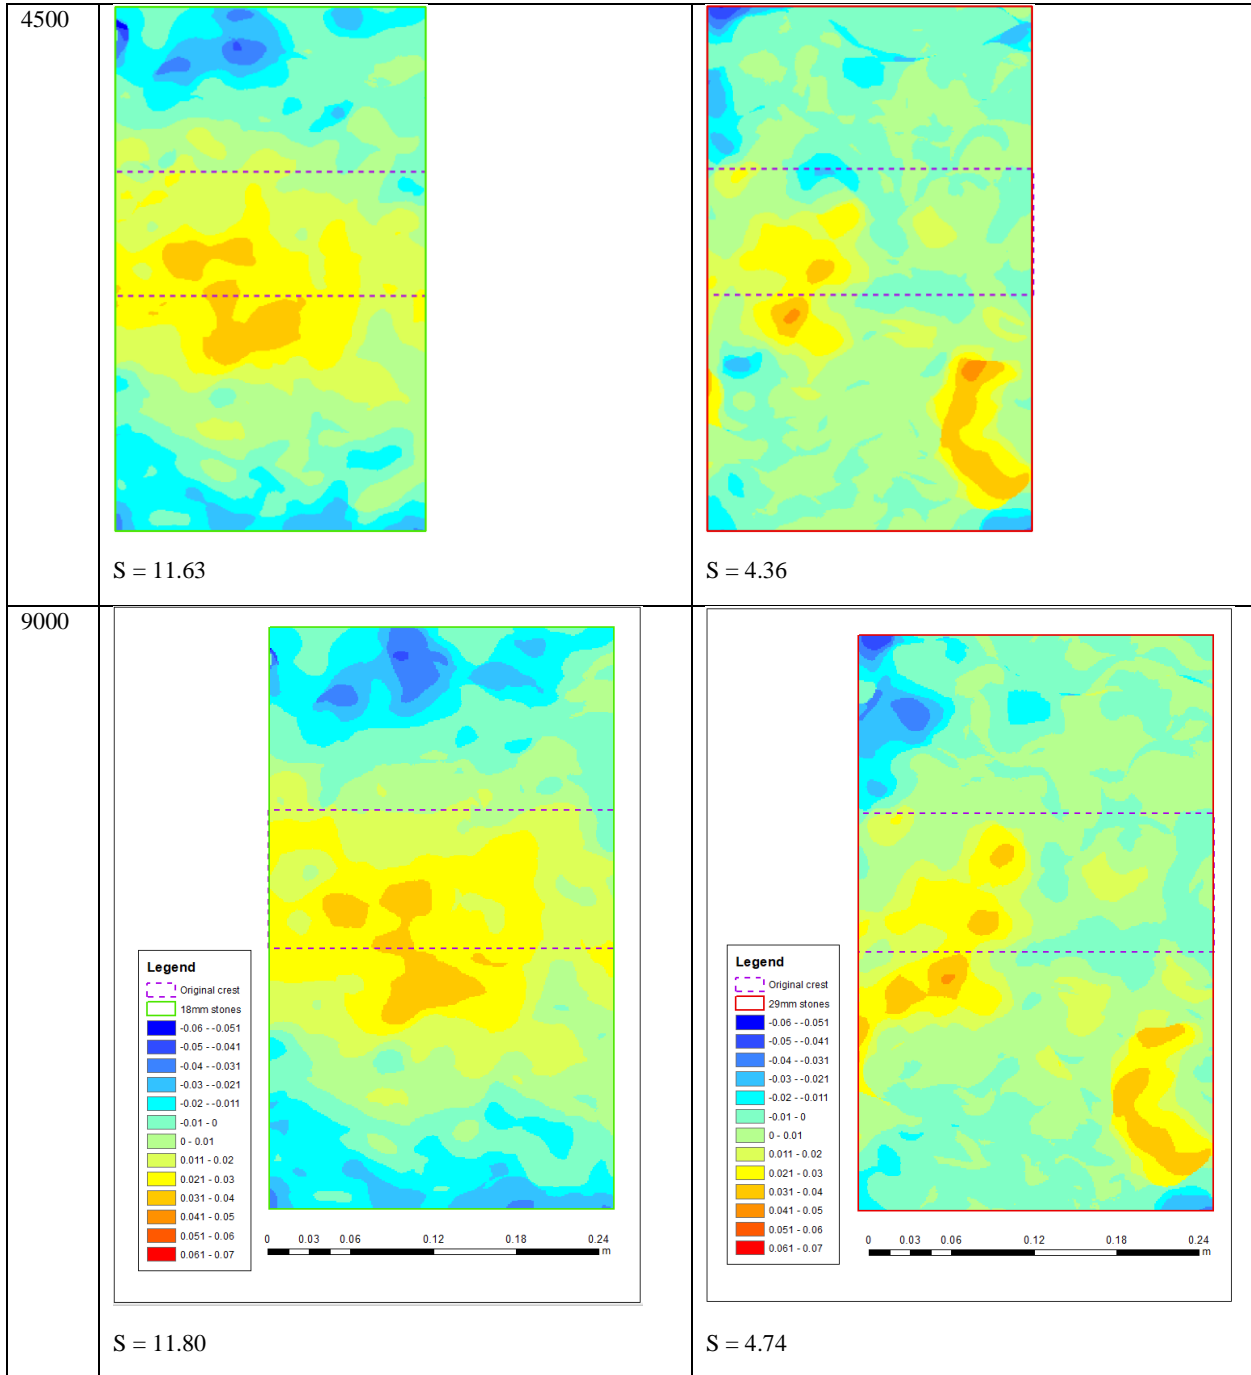 4500
S = 11.63
S = 4.36
9000
Legend
Original crest
18mm stones
-0.06 - -0.051
-0.05 - -0.041
-0.04 - -0.031
-0.03 - -0.021
-0.02 - -0.011
-0.01 - 0
0 - 0.01
0.011 - 0.02
0.021 - 0.03
0.031 - 0.04
0.041 - 0.05
0.051 - 0.06
0.061 - 0.07
0 0.03 0.06 0.12 0.18 0.24
m
Legend
Original crest
29mm stones
-0.06 - -0.051
-0.05 - -0.041
-0.04 - -0.031
-0.03 - -0.021
-0.02 - -0.011
-0.01 - 0
0 - 0.01
0.011 - 0.02
0.021 - 0.03
0.031 - 0.04
0.041 - 0.05
0.051 - 0.06
0.061 - 0.07
0 0.03 0.06 0.12 0.18 0.24
m
S = 11.80
S = 4.74